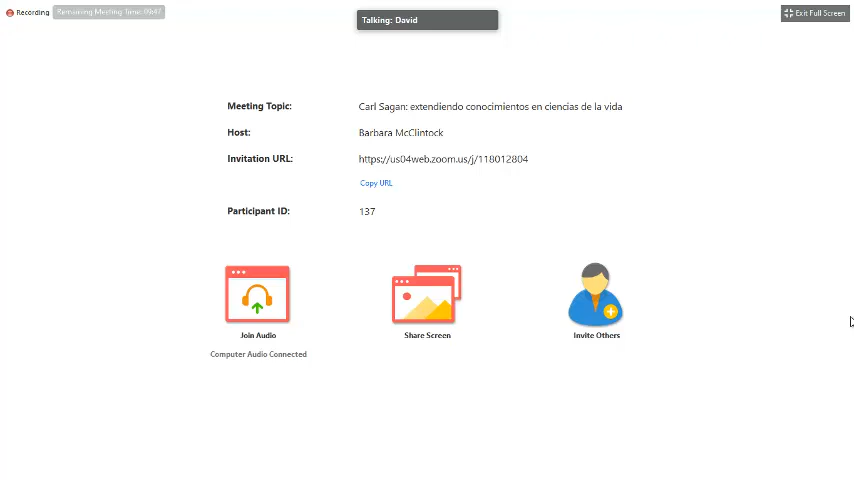 Recording
Remaining Meeting Time:
Talking: David
Exit Full Screen
Meeting Topic: Carl Sagan: extendiendo conocimientos en ciencias de la vida
Host: Barbara McClintock
Invitation URL: https://us04web.zoom.us/j/118012804
Copy URL
Participant ID: 137
Join Audio
Share Screen
Invite Others
Computer Audio Connected